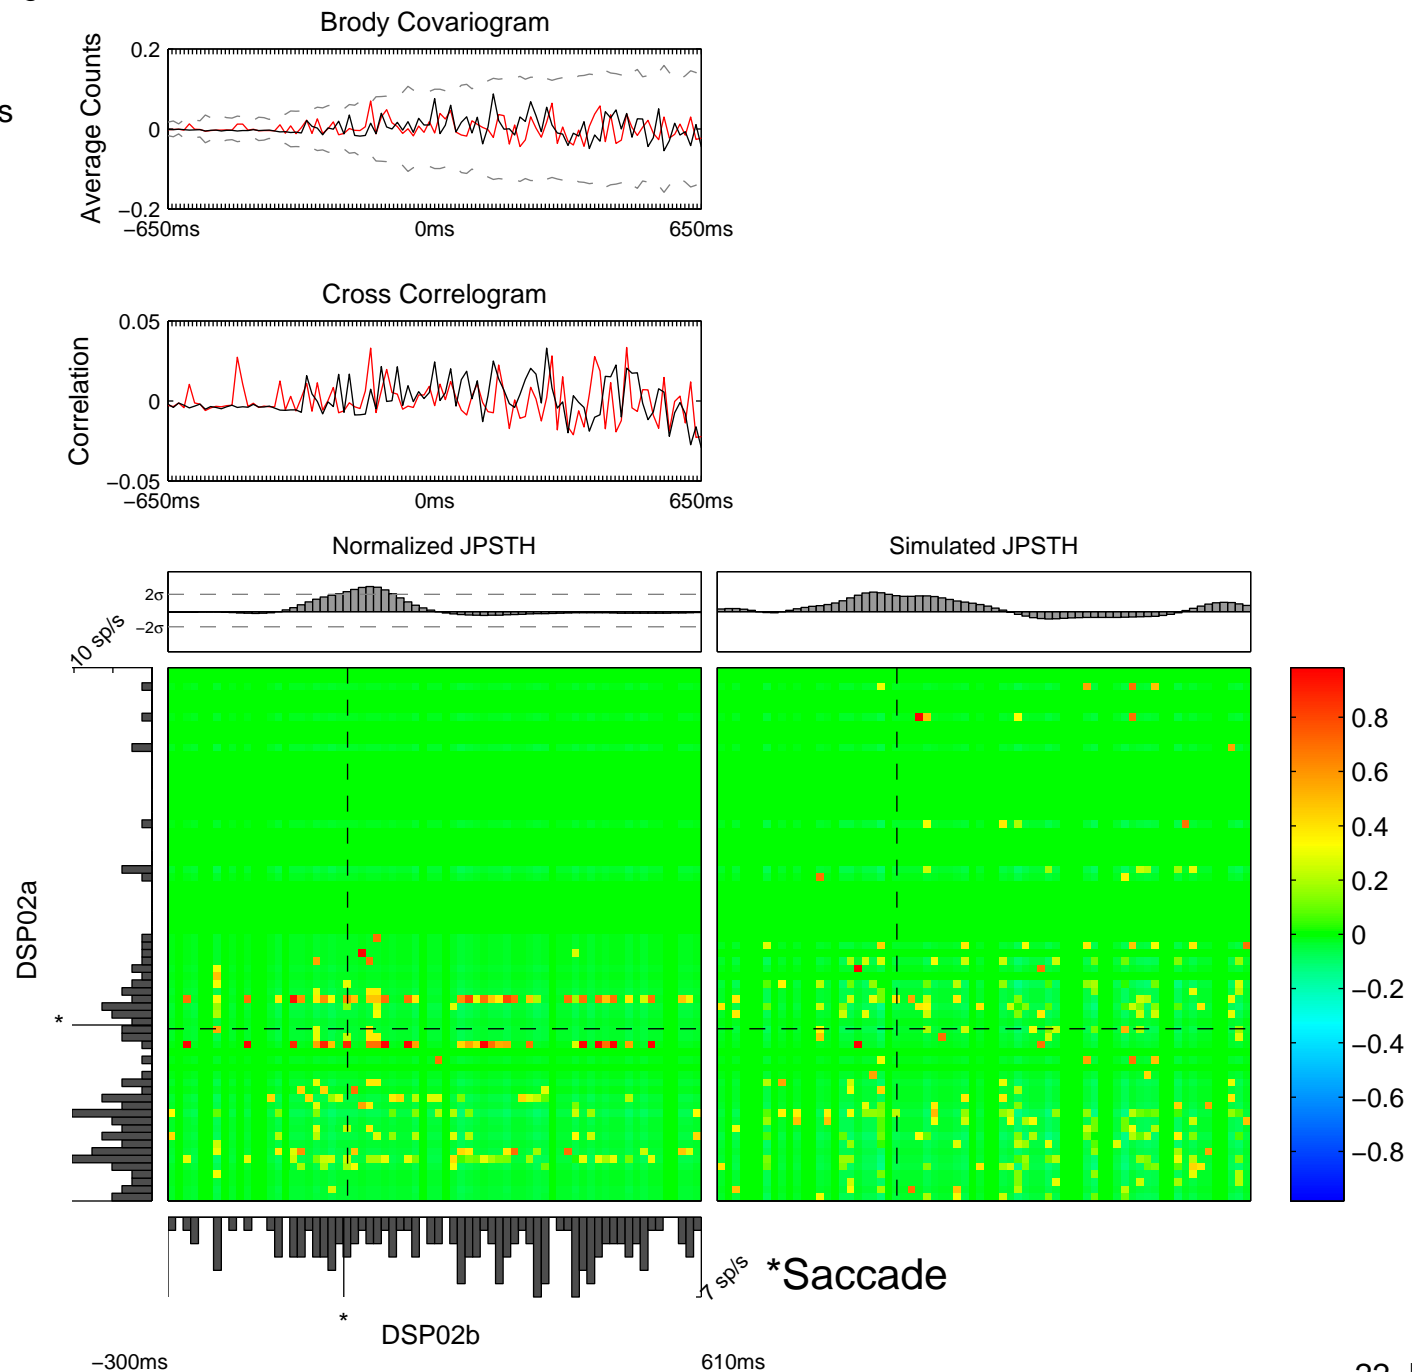 s
Brody Covariogram
Average Counts
0.2
0
−0.2
−650ms 0ms 650ms
Cross Correlogram
Correlation
0.05
0
−0.05
−650ms 0ms 650ms
Normalized JPSTH
Simulated JPSTH
2σ
−2σ
10 sp/s
DSP02a
*
0.8
0.6
0.4
0.2
0
−0.2
−0.4
−0.6
−0.8
7 sp/s
*Saccade
*
DSP02b
−300ms 610ms